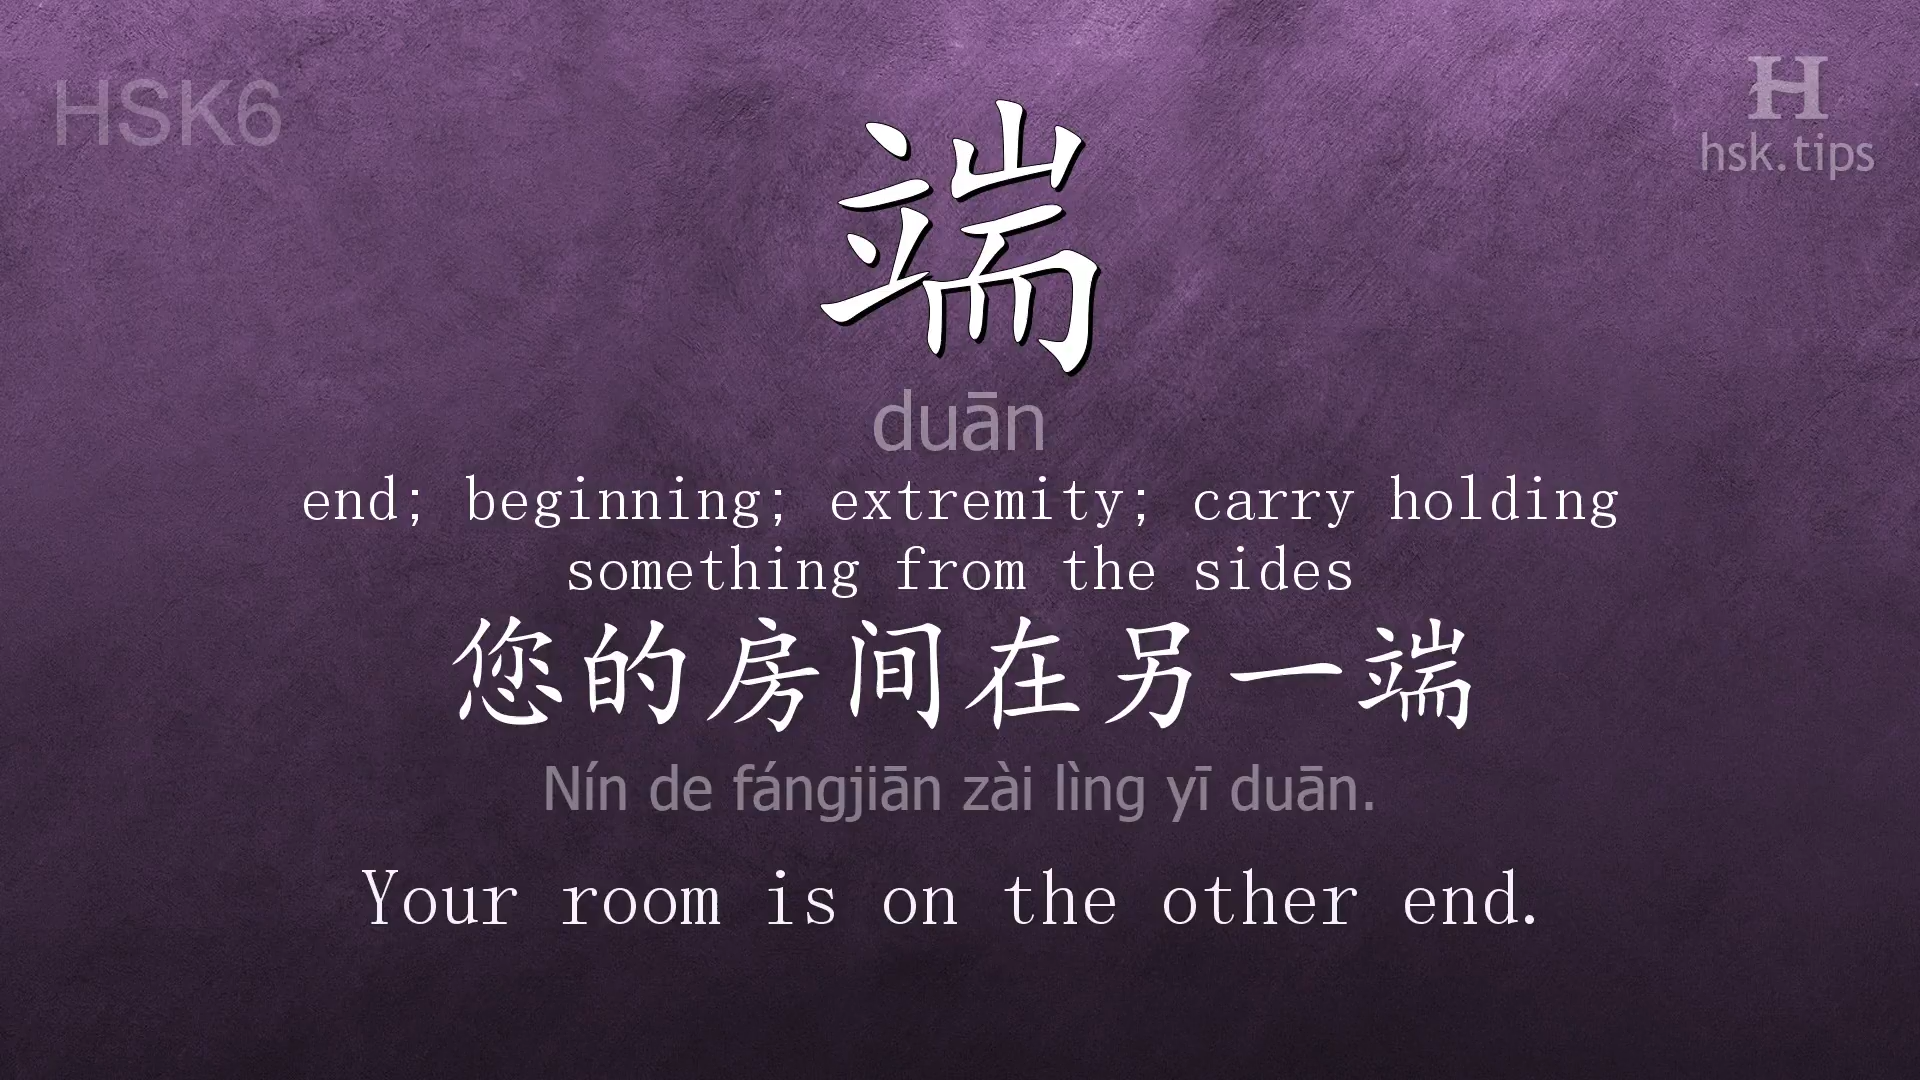 HSK6
H
hsk.tips
端
duān
end; beginning; extremity; carry holding
something from the sides
您的房间在另一端
Nín de fángjiān zài lìng yī duān.
Your room is on the other end.